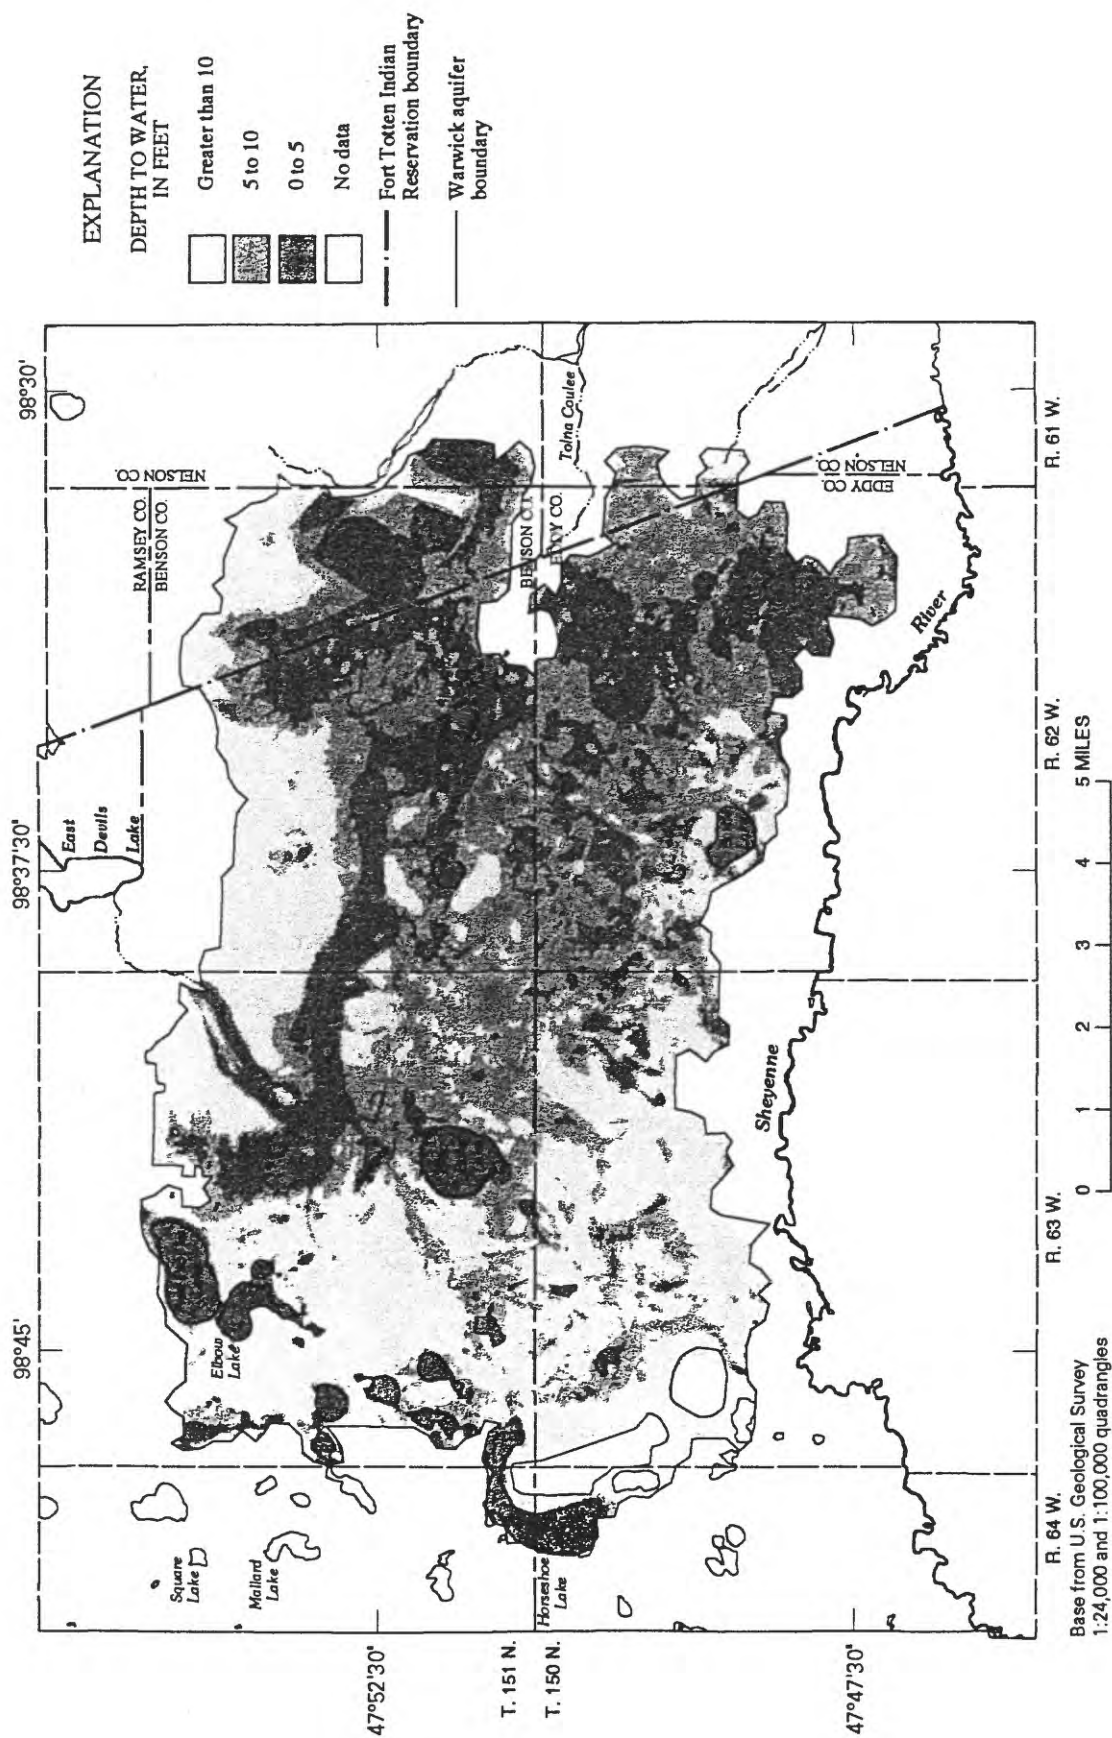 EXPLANATION
DEPTH TO WATER,
IN FEET
Greater than 10
5 to 10
0 to 5
No data
Fort Totten Indian
Reservation boundary
Warwick aquifer
boundary
98°45'
98°37'30"
98°30'
East
Devils
Lake
RAMSEY CO.
BENSON CO.
NELSON CO.
Square
Lake
Mallard
Lake
Elbow
Lake
47°52'30"
T. 151 N.
T. 150 N.
Horseshoe
Lake
BENSON CO.
EDDY CO.
Tolna Coulee
NELSON CO.
EDDY CO.
Sheyenne
River
47°47'30"
R. 64 W.
R. 63 W.
R. 62 W.
R. 61 W.
Base from U.S. Geological Survey
1:24,000 and 1:100,000 quadrangles
0 1 2 3 4 5 MILES